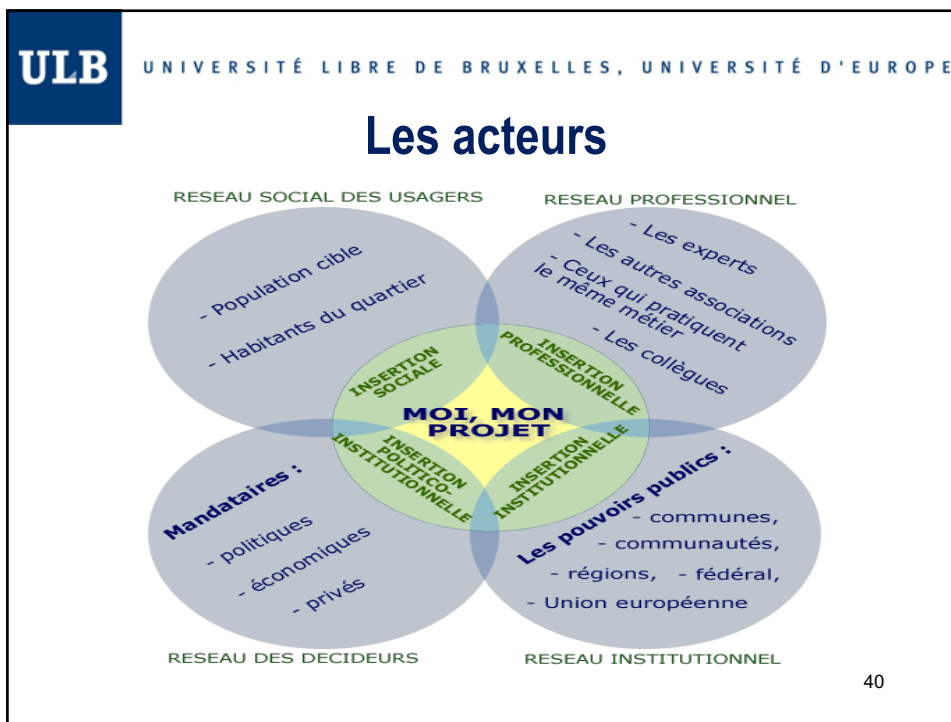 ULB
UNIVERSITÉ LIBRE DE BRUXELLES, UNIVERSITÉ D'EUROPE
Les acteurs
RESEAU SOCIAL DES USAGERS
- Population cible
- Habitants du quartier
RESEAU PROFESSIONNEL
- Les experts
- Les autres associations
- Ceux qui pratiquent
le même métier
- Les collègues
INSERTION
SOCIALE
INSERTION
PROFESSIONNELLE
MOI, MON
PROJET
INSERTION
POLITICO-
INSTITUTIONNELLE
INSERTION
INSTITUTIONNELLE
Mandataires :
- politiques
- économiques
- privés
RESEAU DES DECIDEURS
Les pouvoirs publics :
- communes,
- communautés,
- régions, - fédéral,
- Union européenne
RESEAU INSTITUTIONNEL
40